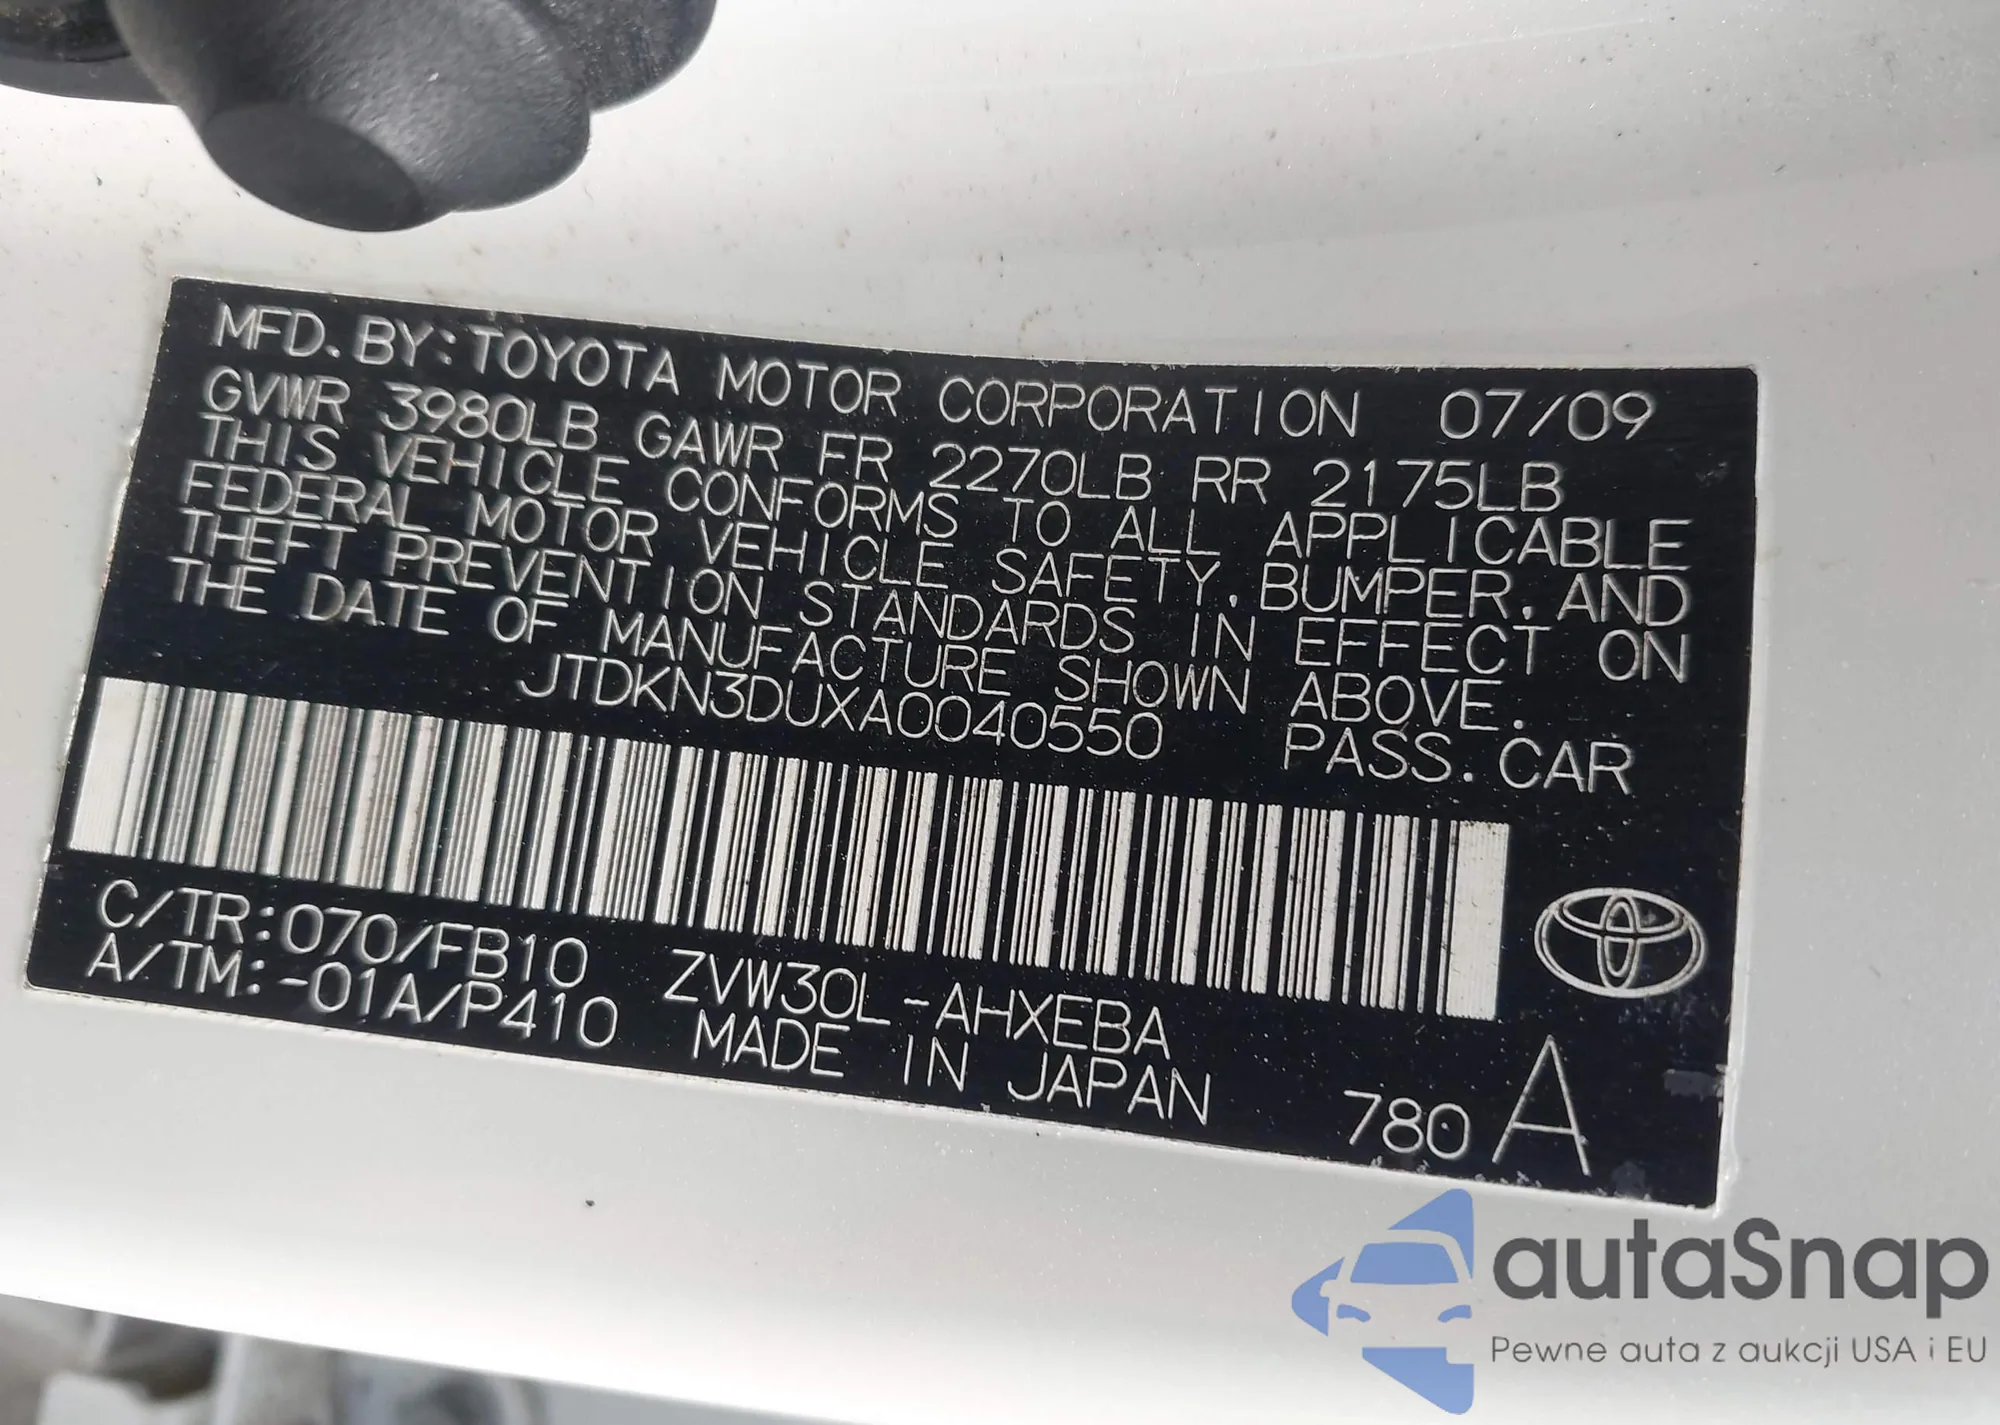 MFD. BY: TOYOTA MOTOR CORPORATION 07/09
GVWR 3980LB GAWR FR 2270LB RR 2175LB
THIS VEHICLE CONFORMS TO ALL APPLICABLE
FEDERAL MOTOR VEHICLE SAFETY, BUMPER, AND
THEFT PREVENTION STANDARDS IN EFFECT ON
THE DATE OF MANUFACTURE SHOWN ABOVE.
JTDKN3DUXA0040550 PASS. CAR
C/TR: 070/FB10 ZVW30L-AHXEBA
A/TM: -01A/P410 MADE IN JAPAN 780 A
autaSnap
Pewne auta z aukcji USA i EU